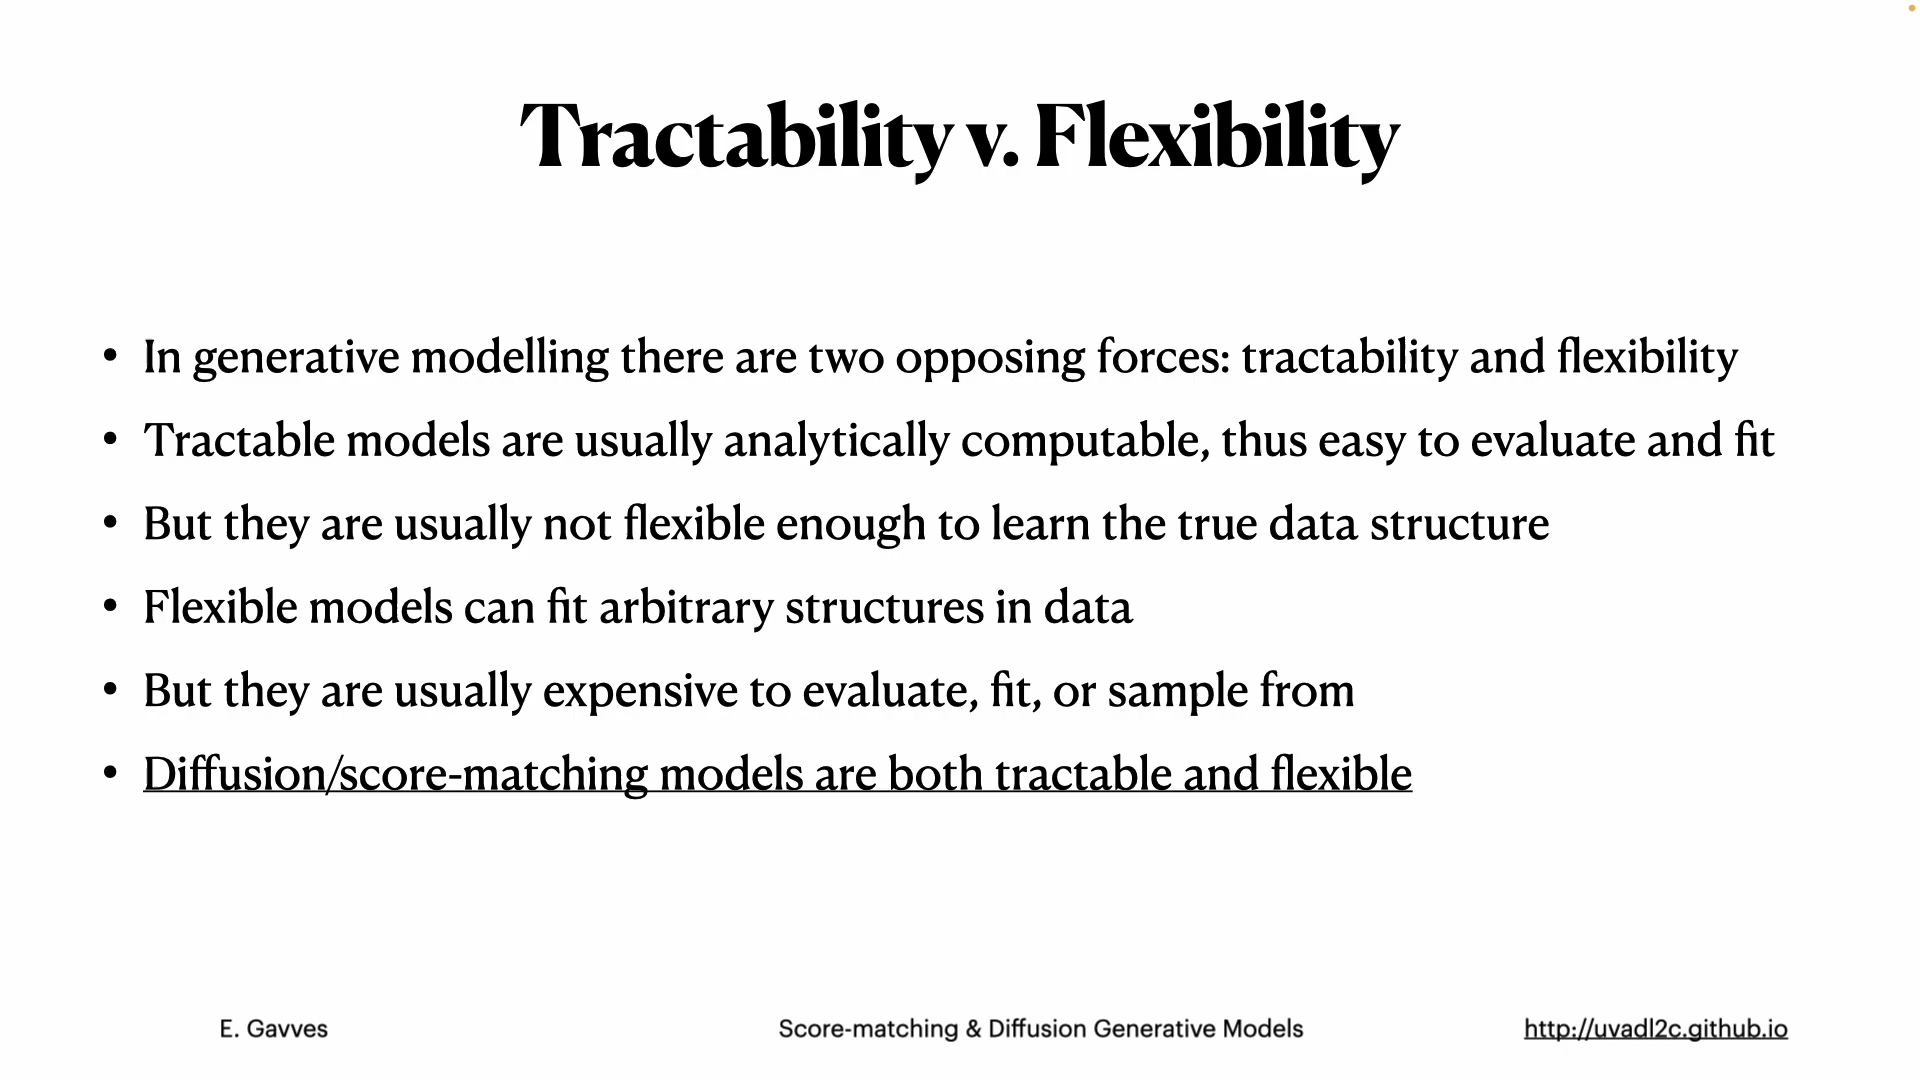 Tractability v. Flexibility
• In generative modelling there are two opposing forces: tractability and flexibility
• Tractable models are usually analytically computable, thus easy to evaluate and fit
• But they are usually not flexible enough to learn the true data structure
• Flexible models can fit arbitrary structures in data
• But they are usually expensive to evaluate, fit, or sample from
• Diffusion/score-matching models are both tractable and flexible
E. Gavves
Score-matching & Diffusion Generative Models
http://uvadl2c.github.io